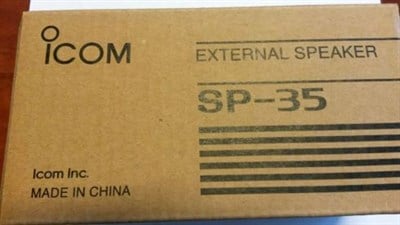 ICOM
EXTERNAL SPEAKER
SP-35
Icom Inc.
MADE IN CHINA